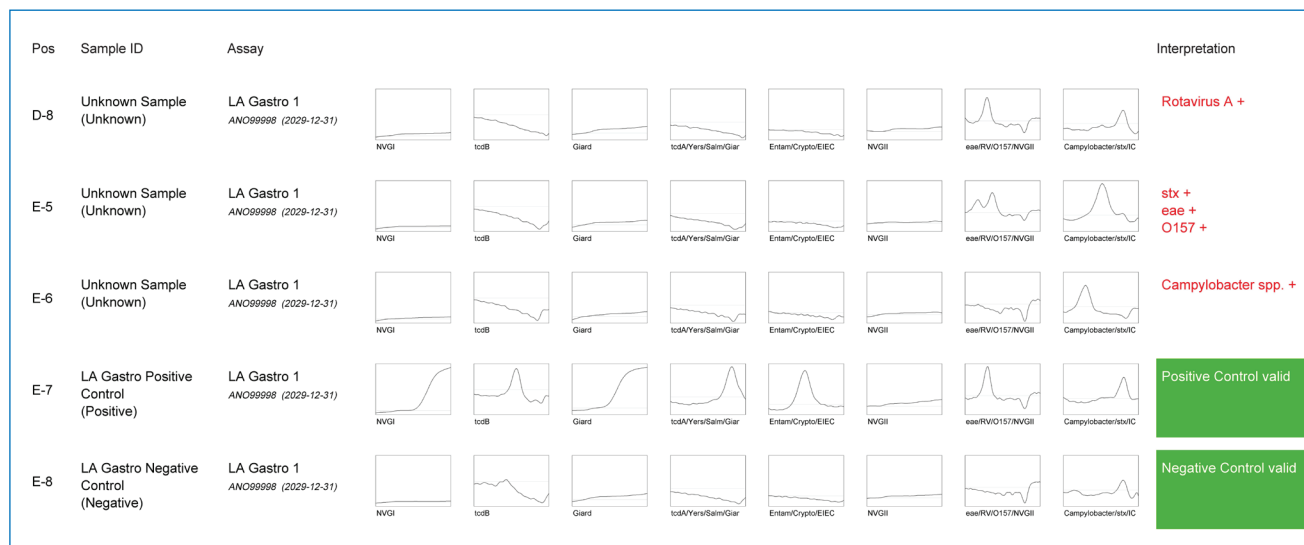 Pos Sample ID Assay Interpretation
D-8 Unknown Sample (Unknown) LA Gastro 1 ANO99998 (2029-12-31)
NVGI tcdB Giard tcdA/Yers/Salm/Giar Entam/Crypto/EIEC NVGII eae/RV/O157/NVGII Campylobacter/stx/IC
Rotavirus A +
E-5 Unknown Sample (Unknown) LA Gastro 1 ANO99998 (2029-12-31)
NVGI tcdB Giard tcdA/Yers/Salm/Giar Entam/Crypto/EIEC NVGII eae/RV/O157/NVGII Campylobacter/stx/IC
stx +
eae +
O157 +
E-6 Unknown Sample (Unknown) LA Gastro 1 ANO99998 (2029-12-31)
NVGI tcdB Giard tcdA/Yers/Salm/Giar Entam/Crypto/EIEC NVGII eae/RV/O157/NVGII Campylobacter/stx/IC
Campylobacter spp. +
E-7 LA Gastro Positive Control (Positive) LA Gastro 1 ANO99998 (2029-12-31)
NVGI tcdB Giard tcdA/Yers/Salm/Giar Entam/Crypto/EIEC NVGII eae/RV/O157/NVGII Campylobacter/stx/IC
Positive Control valid
E-8 LA Gastro Negative Control (Negative) LA Gastro 1 ANO99998 (2029-12-31)
NVGI tcdB Giard tcdA/Yers/Salm/Giar Entam/Crypto/EIEC NVGII eae/RV/O157/NVGII Campylobacter/stx/IC
Negative Control valid